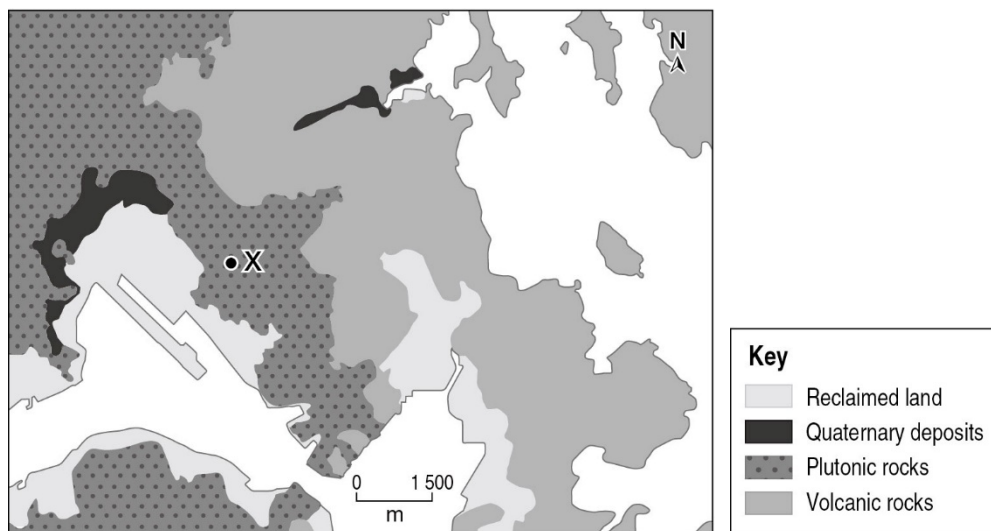 N
X
0 1 500
m
Key
Reclaimed land
Quaternary deposits
Plutonic rocks
Volcanic rocks